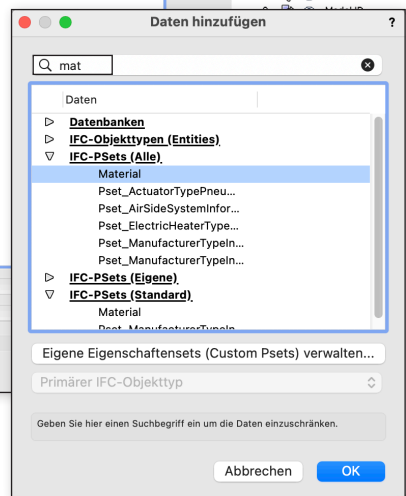 Daten hinzufügen
?
mat
Daten
Datenbanken
IFC-Objekttypen (Entities)
IFC-PSets (Alle)
Material
Pset_ActuatorTypePneu...
Pset_AirSideSystemInfor...
Pset_ElectricHeaterType...
Pset_ManufacturerTypeIn...
Pset_ManufacturerTypeIn...
IFC-PSets (Eigene)
IFC-PSets (Standard)
Material
Pset_ManufacturerTypeIn
Eigene Eigenschaftensets (Custom Psets) verwalten...
Primärer IFC-Objekttyp
Geben Sie hier einen Suchbegriff ein um die Daten einzuschränken.
Abbrechen
OK